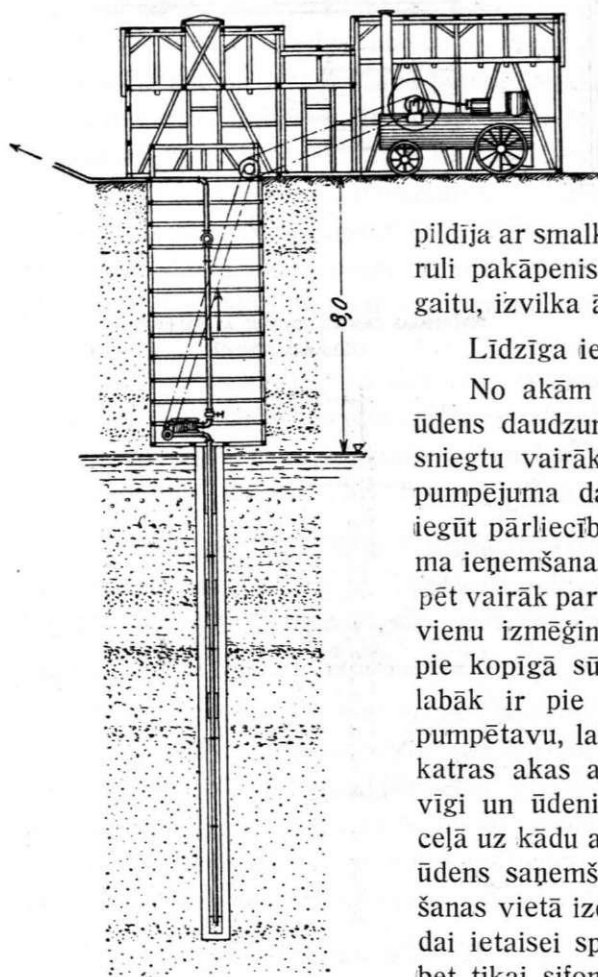 8,0
pildīja ar smalk
ruli pakāpenis
gaitu, izvilka ā
Līdzīga ie
No akām
ūdens daudzun
sniegtu vairāk
pumpējuma da
iegūt pārliecīb
ma ieņemšana
pēt vairāk par
vienu izmēģin
pie kopīgā sū
labāk ir pie
pumpētavu, la
katras akas a
vīgi un ūdeni
ceļā uz kādu a
ūdens saņemš
šanas vietā izd
dai ietaisei sp
bet tikai sifon